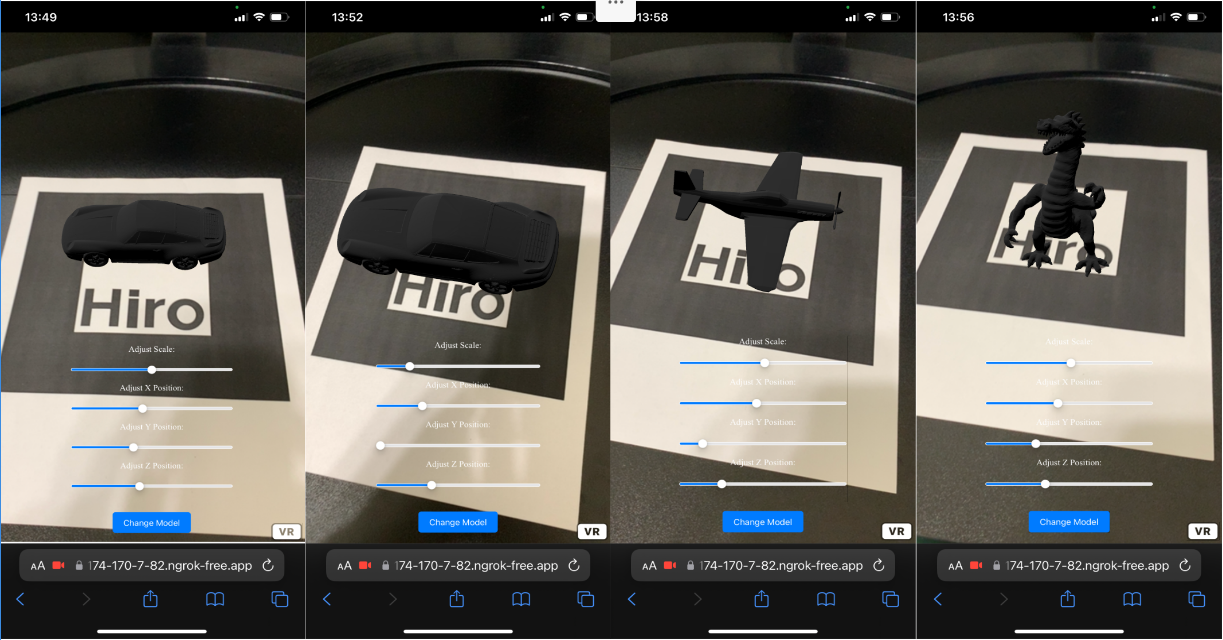 13:49
Hiro
Adjust Scale:
Adjust X Position:
Adjust Y Position:
Adjust Z Position:
Change Model
VR
AA 174-170-7-82.ngrok-free.app
13:52
Hiro
Adjust Scale:
Adjust X Position:
Adjust Y Position:
Adjust Z Position:
Change Model
VR
AA 174-170-7-82.ngrok-free.app
13:58
Hiro
Adjust Scale:
Adjust X Position:
Adjust Y Position:
Adjust Z Position:
Change Model
VR
AA 174-170-7-82.ngrok-free.app
13:56
Hiro
Adjust Scale:
Adjust X Position:
Adjust Y Position:
Adjust Z Position:
Change Model
VR
AA 174-170-7-82.ngrok-free.app